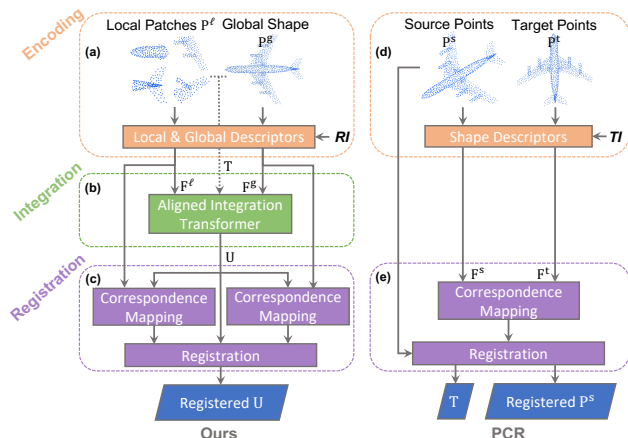 Encoding
Local Patches Pℓ Global Shape
Pᵍ
(a)
Local & Global Descriptors
RI
T
Integration
(b)
Fℓ
Fᵍ
Aligned Integration
Transformer
U
Registration
(c)
Correspondence
Mapping
Correspondence
Mapping
Registration
Registered U
Ours
Source Points
Target Points
(d)
Pˢ
Pᵗ
Shape Descriptors
TI
Fˢ
Fᵗ
(e)
Correspondence
Mapping
Registration
T
Registered Pˢ
PCR